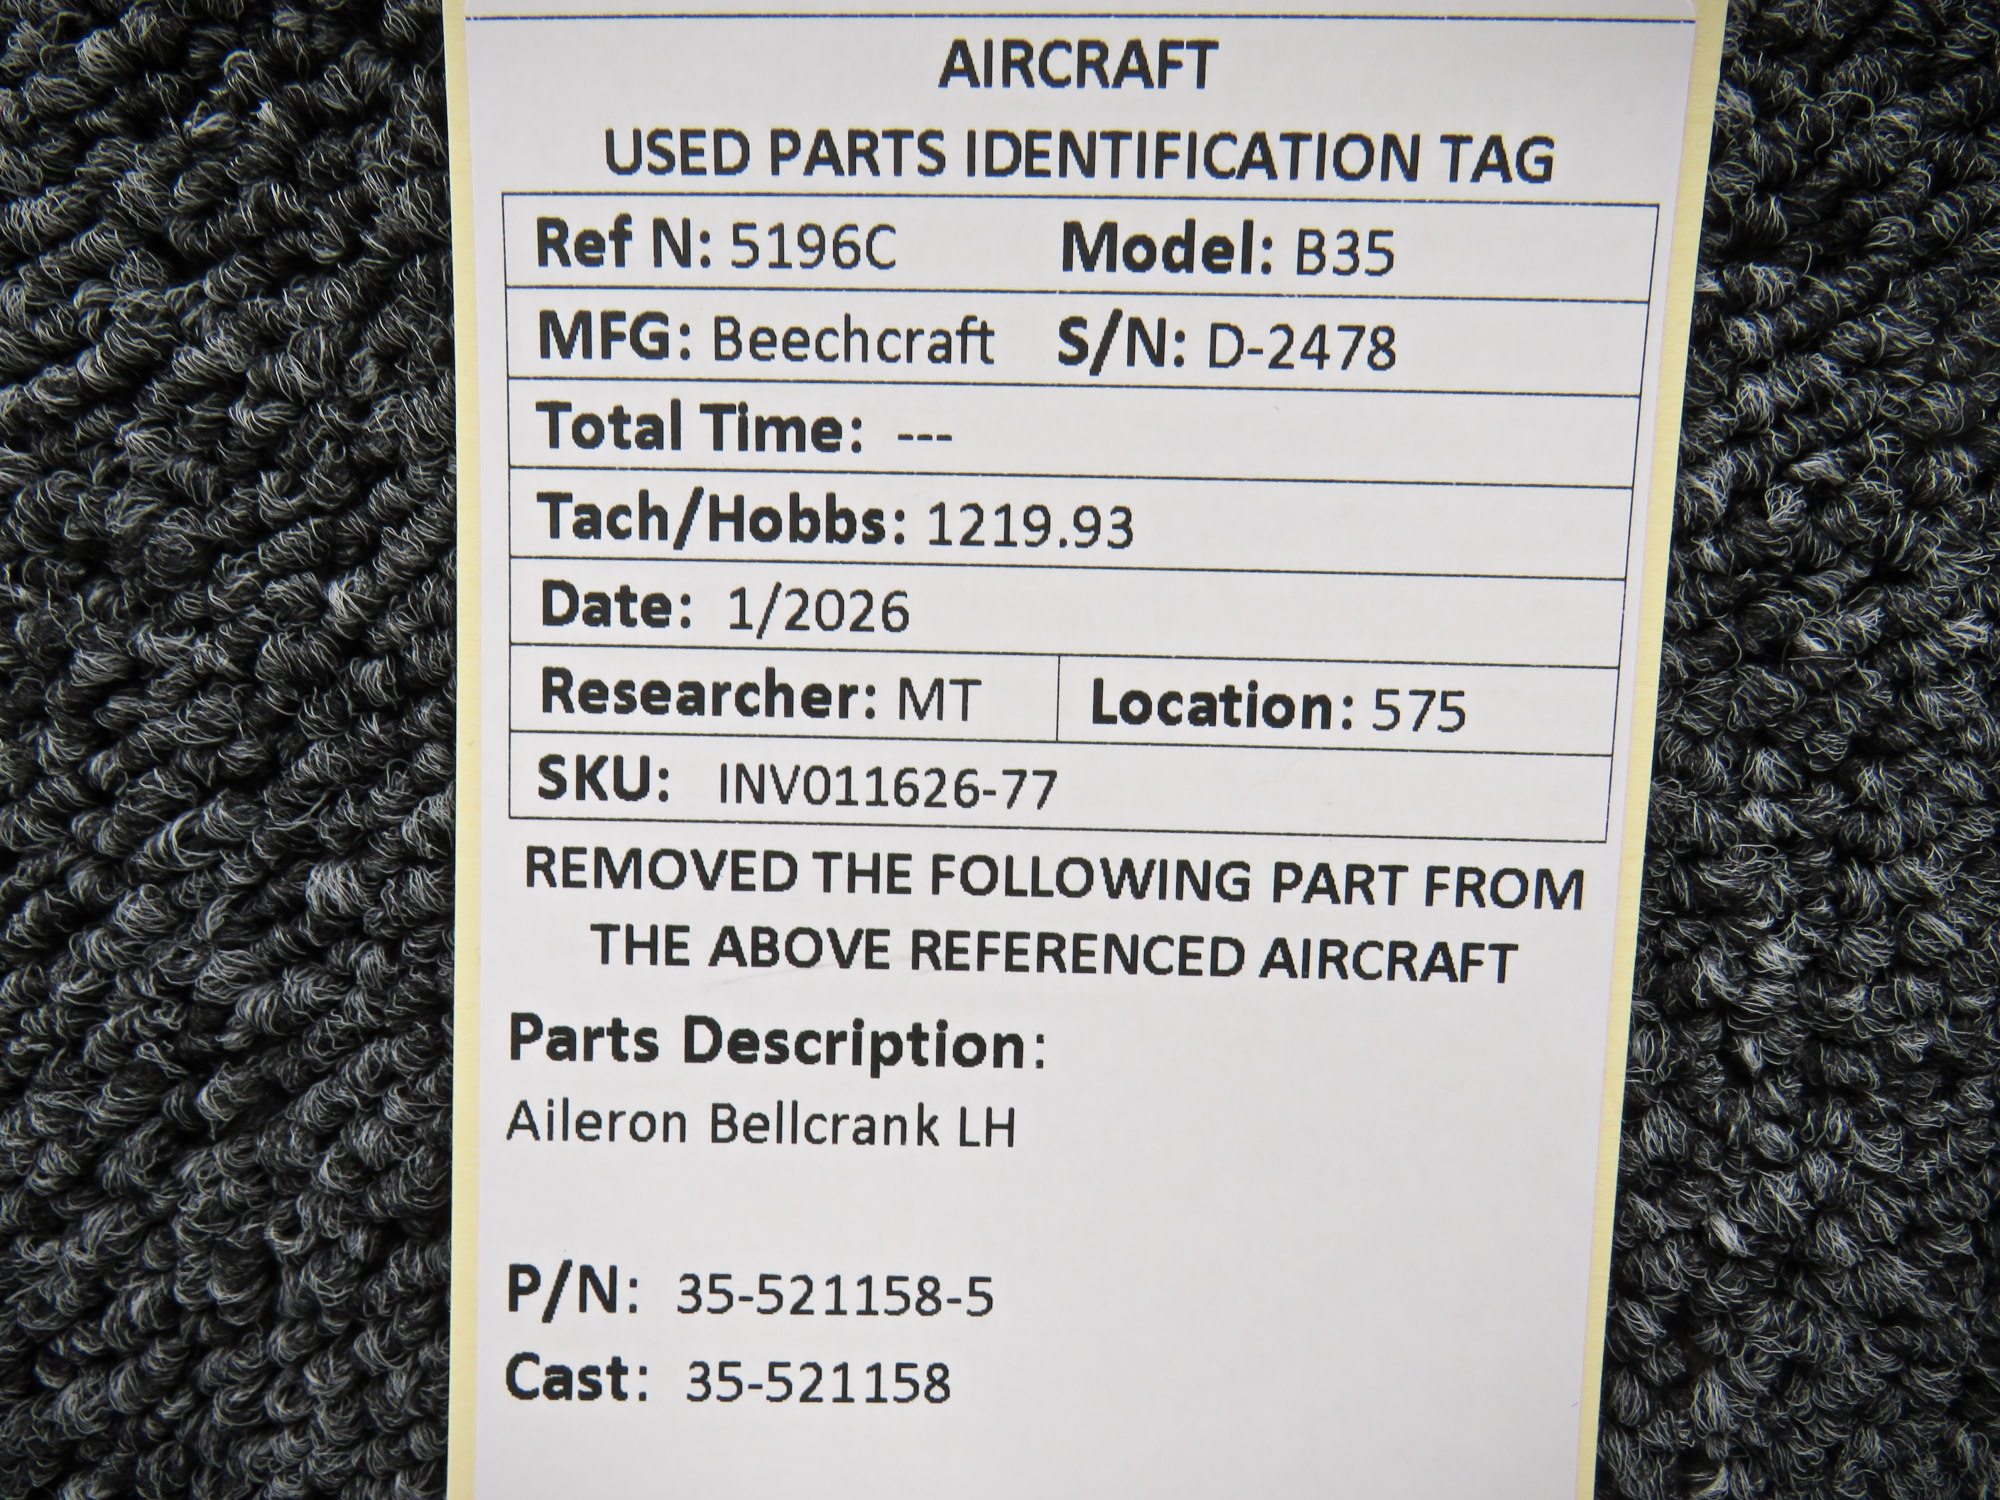 AIRCRAFT
USED PARTS IDENTIFICATION TAG
Ref N: 5196C Model: B35
MFG: Beechcraft S/N: D-2478
Total Time: ---
Tach/Hobbs: 1219.93
Date: 1/2026
Researcher: MT Location: 575
SKU: INV011626-77
REMOVED THE FOLLOWING PART FROM
THE ABOVE REFERENCED AIRCRAFT
Parts Description:
Aileron Bellcrank LH
P/N: 35-521158-5
Cast: 35-521158